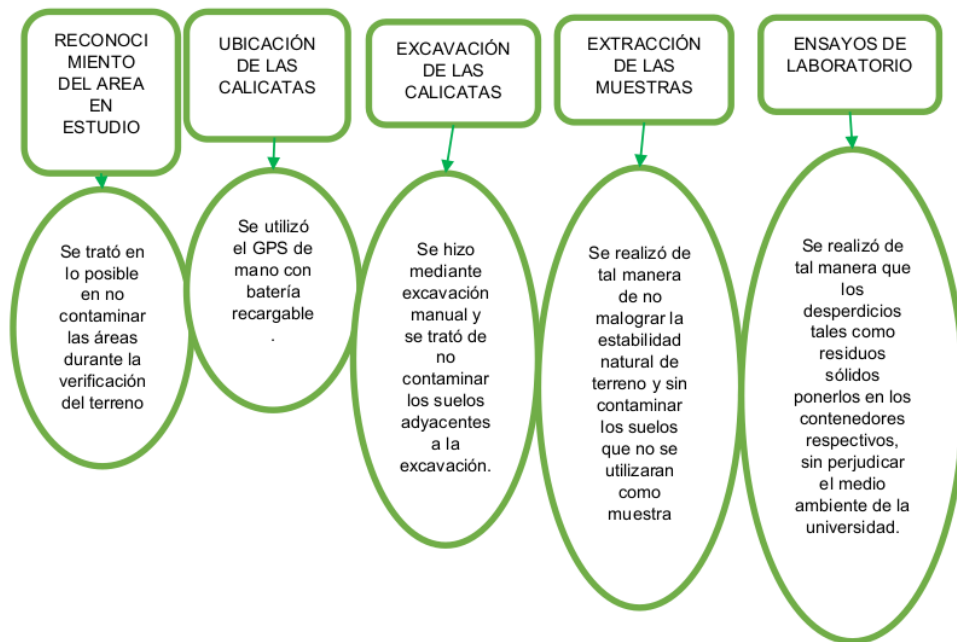 RECONOCI
MIENTO
DEL AREA
EN
ESTUDIO
Se trató en
lo posible
en no
contaminar
las áreas
durante la
verificación
del terreno
UBICACIÓN
DE LAS
CALICATAS
Se utilizó
el GPS de
mano con
batería
recargable
.
EXCAVACIÓN
DE LAS
CALICATAS
Se hizo
mediante
excavación
manual y
se trató de
no
contaminar
los suelos
adyacentes
a la
excavación.
EXTRACCIÓN
DE LAS
MUESTRAS
Se realizó de
tal manera
de no
malograr la
estabilidad
natural de
terreno y sin
contaminar
los suelos
que no se
utilizaran
como
muestra
ENSAYOS DE
LABORATORIO
Se realizó de
tal manera que
los
desperdicios
tales como
residuos
sólidos
ponerlos en los
contenedores
respectivos,
sin perjudicar
el medio
ambiente de la
universidad.